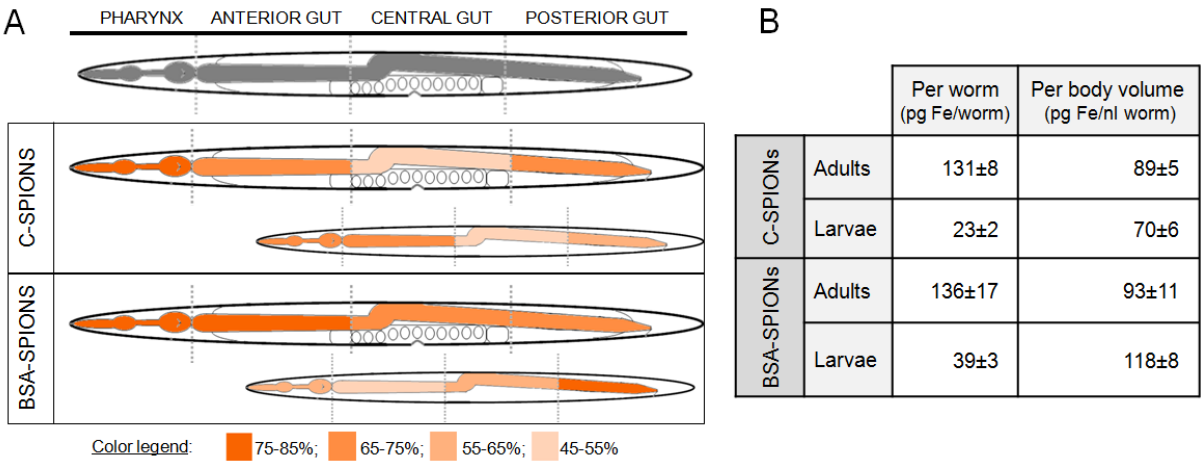 A
PHARYNX ANTERIOR GUT CENTRAL GUT POSTERIOR GUT
C-SPIONS
BSA-SPIONS
Color legend: 75-85%; 65-75%; 55-65%; 45-55%
B
Per worm Per body volume
(pg Fe/worm) (pg Fe/nl worm)
C-SPIONs
Adults 131±8 89±5
Larvae 23±2 70±6
BSA-SPIONs
Adults 136±17 93±11
Larvae 39±3 118±8